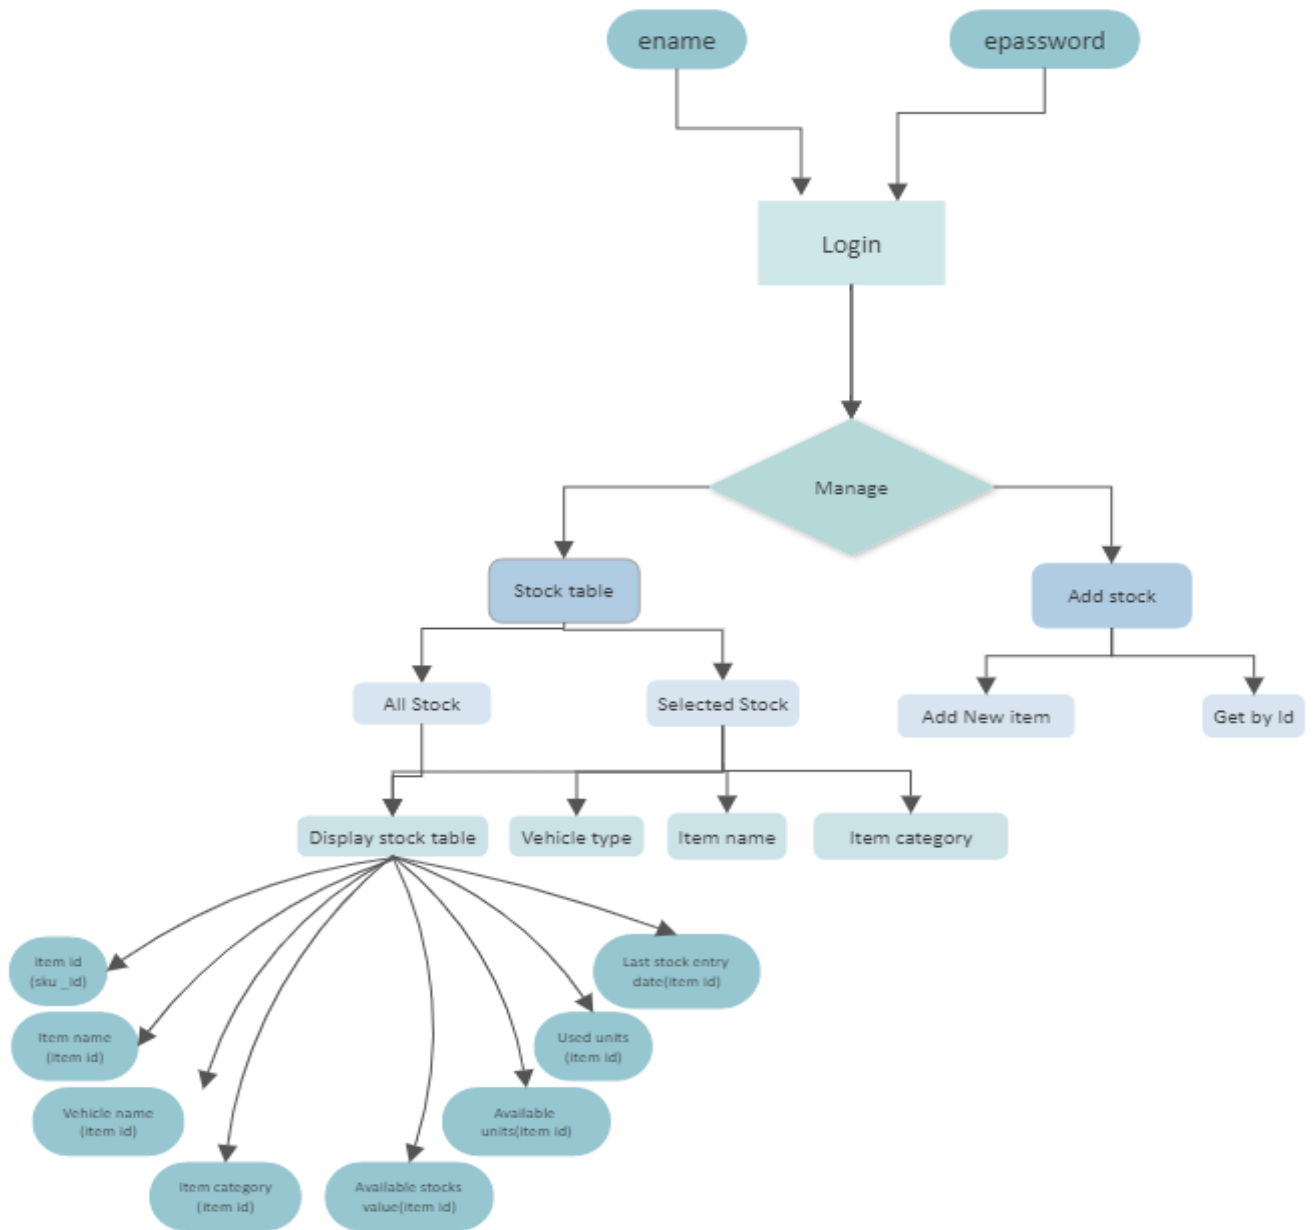 ename
epassword
Login
Manage
Stock table
Add stock
All Stock
Selected Stock
Add New item
Get by Id
Display stock table
Vehicle type
Item name
Item category
Item id
(sku _id)
Last stock entry
date(item id)
Item name
(item id)
Used units
(item id)
Vehicle name
(item id)
Available
units(item id)
Item category
(item id)
Available stocks
value(item id)